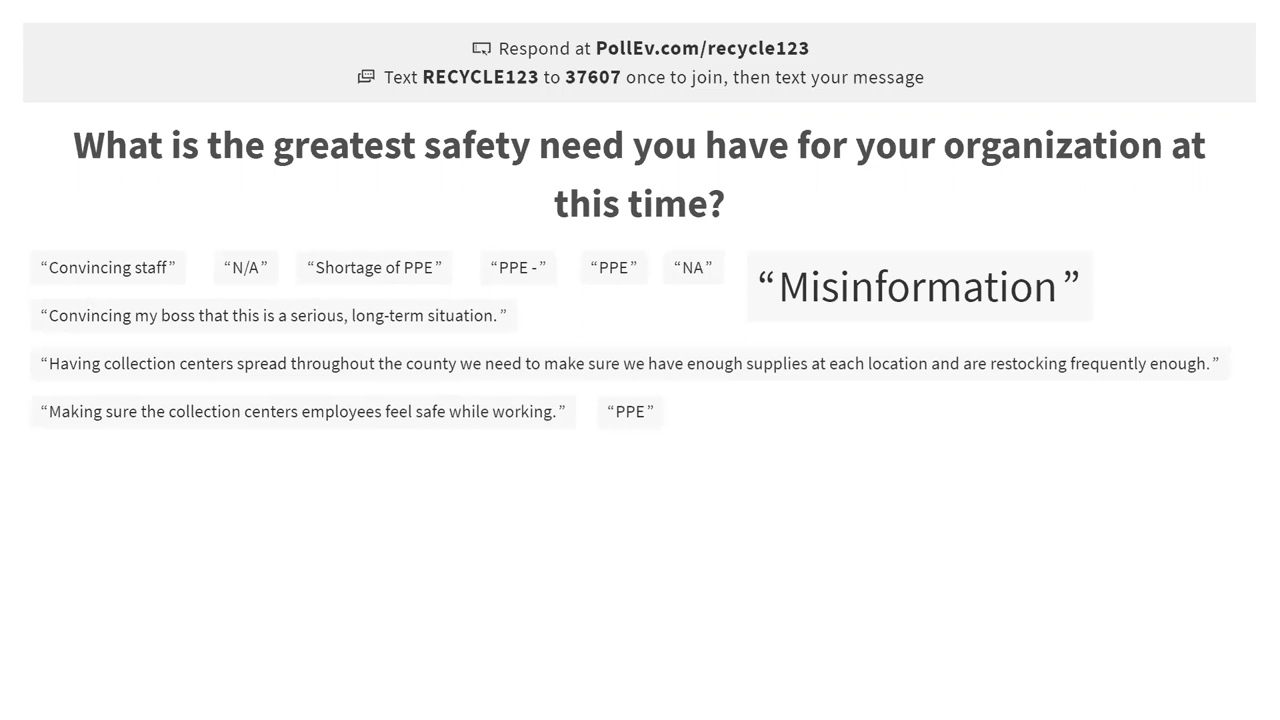 Respond at PollEv.com/recycle123
Text RECYCLE123 to 37607 once to join, then text your message
What is the greatest safety need you have for your organization at
this time?
“Convincing staff” “N/A” “Shortage of PPE” “PPE -” “PPE” “NA” “Misinformation”
“Convincing my boss that this is a serious, long-term situation.”
“Having collection centers spread throughout the county we need to make sure we have enough supplies at each location and are restocking frequently enough.”
“Making sure the collection centers employees feel safe while working.” “PPE”